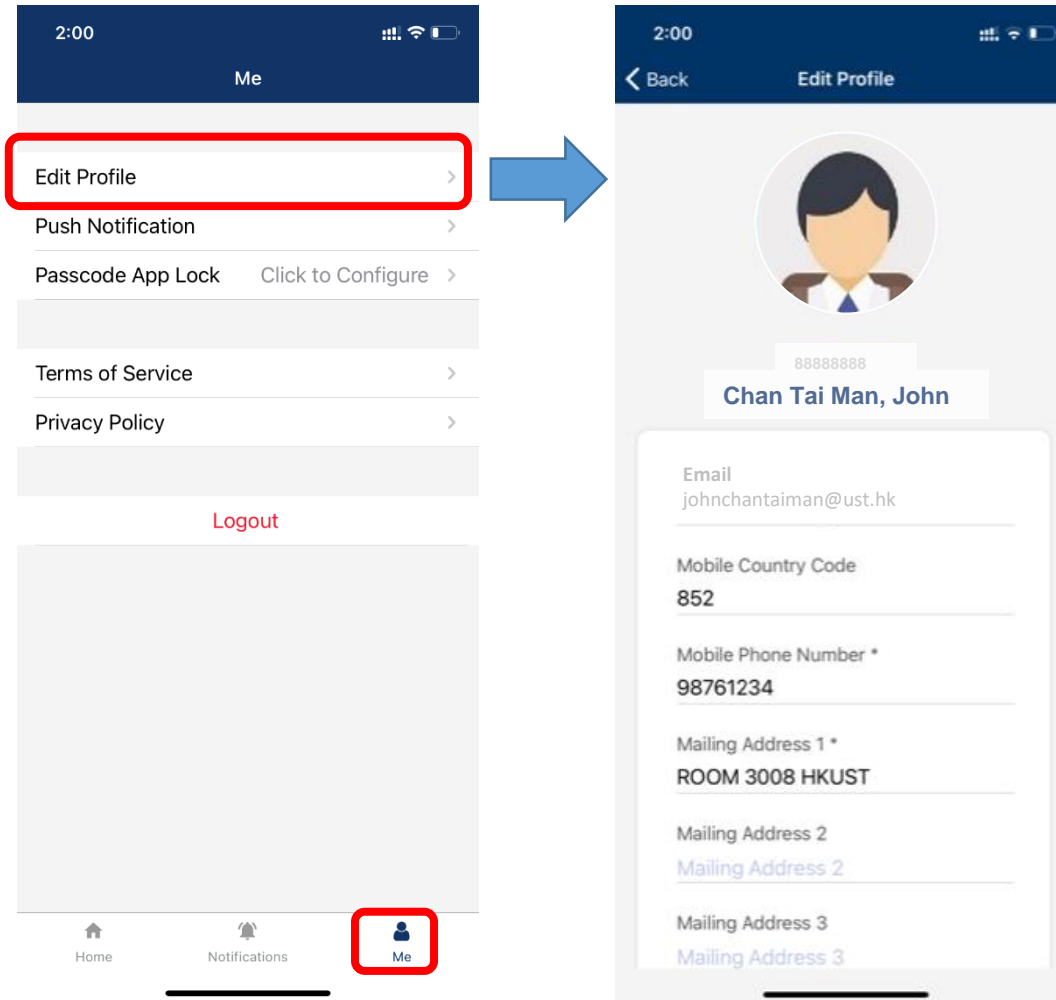 2:00
Me
Edit Profile
Push Notification
Passcode App Lock Click to Configure
Terms of Service
Privacy Policy
Logout
Home Notifications Me
2:00
Back Edit Profile
88888888
Chan Tai Man, John
Email
johnchantaiman@ust.hk
Mobile Country Code
852
Mobile Phone Number *
98761234
Mailing Address 1 *
ROOM 3008 HKUST
Mailing Address 2
Mailing Address 2
Mailing Address 3
Mailing Address 3